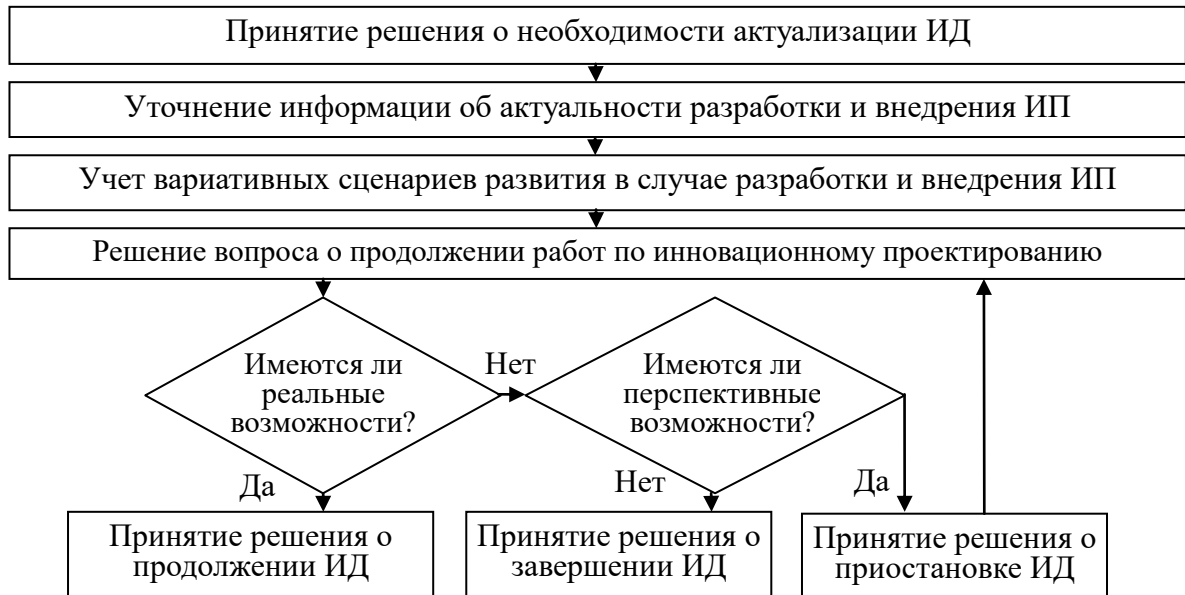 Принятие решения о необходимости актуализации ИД
Уточнение информации об актуальности разработки и внедрения ИП
Учет вариативных сценариев развития в случае разработки и внедрения ИП
Решение вопроса о продолжении работ по инновационному проектированию
Имеются ли
реальные
возможности?
Нет
Имеются ли
перспективные
возможности?
Да
Нет
Да
Принятие решения о
продолжении ИД
Принятие решения о
завершении ИД
Принятие решения о
приостановке ИД